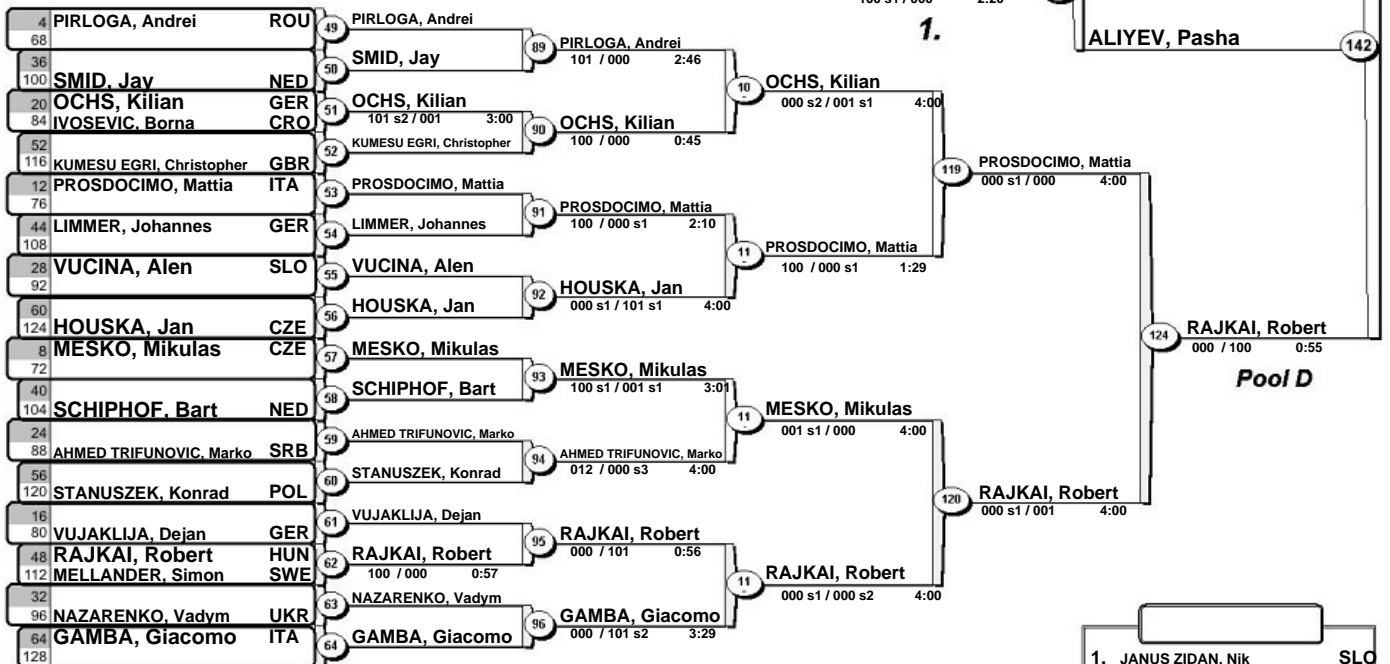 4 PIRLOGA, Andrei ROU
68
36
100 SMID, Jay NED
20 OCHS, Kilian GER
84 IVOSEVIC, Borna CRO
52
116 KUMESU EGRI, Christopher GBR
12 PROSDOCIMO, Mattia ITA
76
44 LIMMER, Johannes GER
108
28 VUCINA, Alen SLO
92
60
124 HOUSKA, Jan CZE
8 MESKO, Mikulas CZE
72
40
104 SCHIPHOF, Bart NED
24
88 AHMED TRIFUNOVIC, Marko SRB
56
120 STANUSZEK, Konrad POL
16
80 VUJAKLIJA, Dejan GER
48 RAJKAI, Robert HUN
112 MELLANDER, Simon SWE
32
96 NAZARENKO, Vadym UKR
64 GAMBA, Giacomo ITA
128
49 PIRLOGA, Andrei
50 SMID, Jay
51 OCHS, Kilian
101 s2 / 001 3:00
52 KUMESU EGRI, Christopher
53 PROSDOCIMO, Mattia
54 LIMMER, Johannes
55 VUCINA, Alen
56 HOUSKA, Jan
57 MESKO, Mikulas
58 SCHIPHOF, Bart
59 AHMED TRIFUNOVIC, Marko
60 STANUSZEK, Konrad
61 VUJAKLIJA, Dejan
62 RAJKAI, Robert
100 / 000 0:57
63 NAZARENKO, Vadym
64 GAMBA, Giacomo
89 PIRLOGA, Andrei
101 / 000 2:46
90 OCHS, Kilian
100 / 000 0:45
91 PROSDOCIMO, Mattia
100 / 000 s1 2:10
92 HOUSKA, Jan
000 s1 / 101 s1 4:00
93 MESKO, Mikulas
100 s1 / 001 s1 3:01
94 AHMED TRIFUNOVIC, Marko
012 / 000 s3 4:00
95 RAJKAI, Robert
000 / 101 0:56
96 GAMBA, Giacomo
000 / 101 s2 3:29
10 OCHS, Kilian
000 s2 / 001 s1 4:00
11 PROSDOCIMO, Mattia
100 / 000 s1 1:29
11 MESKO, Mikulas
001 s1 / 000 4:00
11 RAJKAI, Robert
000 s1 / 000 s2 4:00
119 PROSDOCIMO, Mattia
000 s1 / 000 4:00
120 RAJKAI, Robert
000 s1 / 001 4:00
124 RAJKAI, Robert
000 / 100 0:55
Pool D
1.
ALIYEV, Pasha
142
1. JANUS ZIDAN, Nik SLO